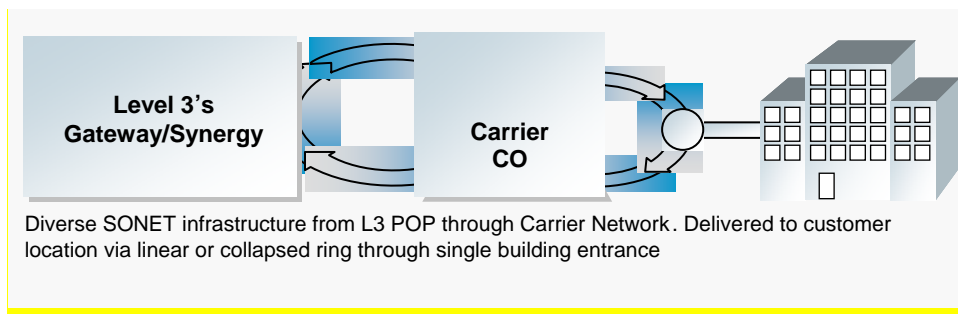 Level 3's
Gateway/Synergy
Carrier
CO
Diverse SONET infrastructure from L3 POP through Carrier Network. Delivered to customer
location via linear or collapsed ring through single building entrance